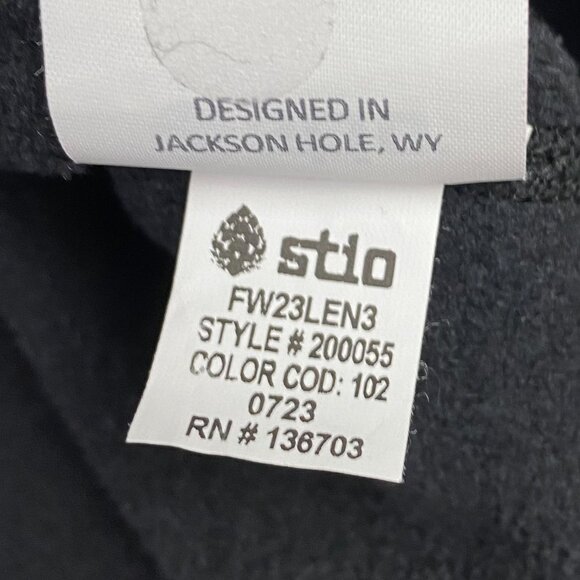 DESIGNED IN
JACKSON HOLE, WY
stio
FW23LEN3
STYLE # 200055
COLOR COD: 102
0723
RN # 136703